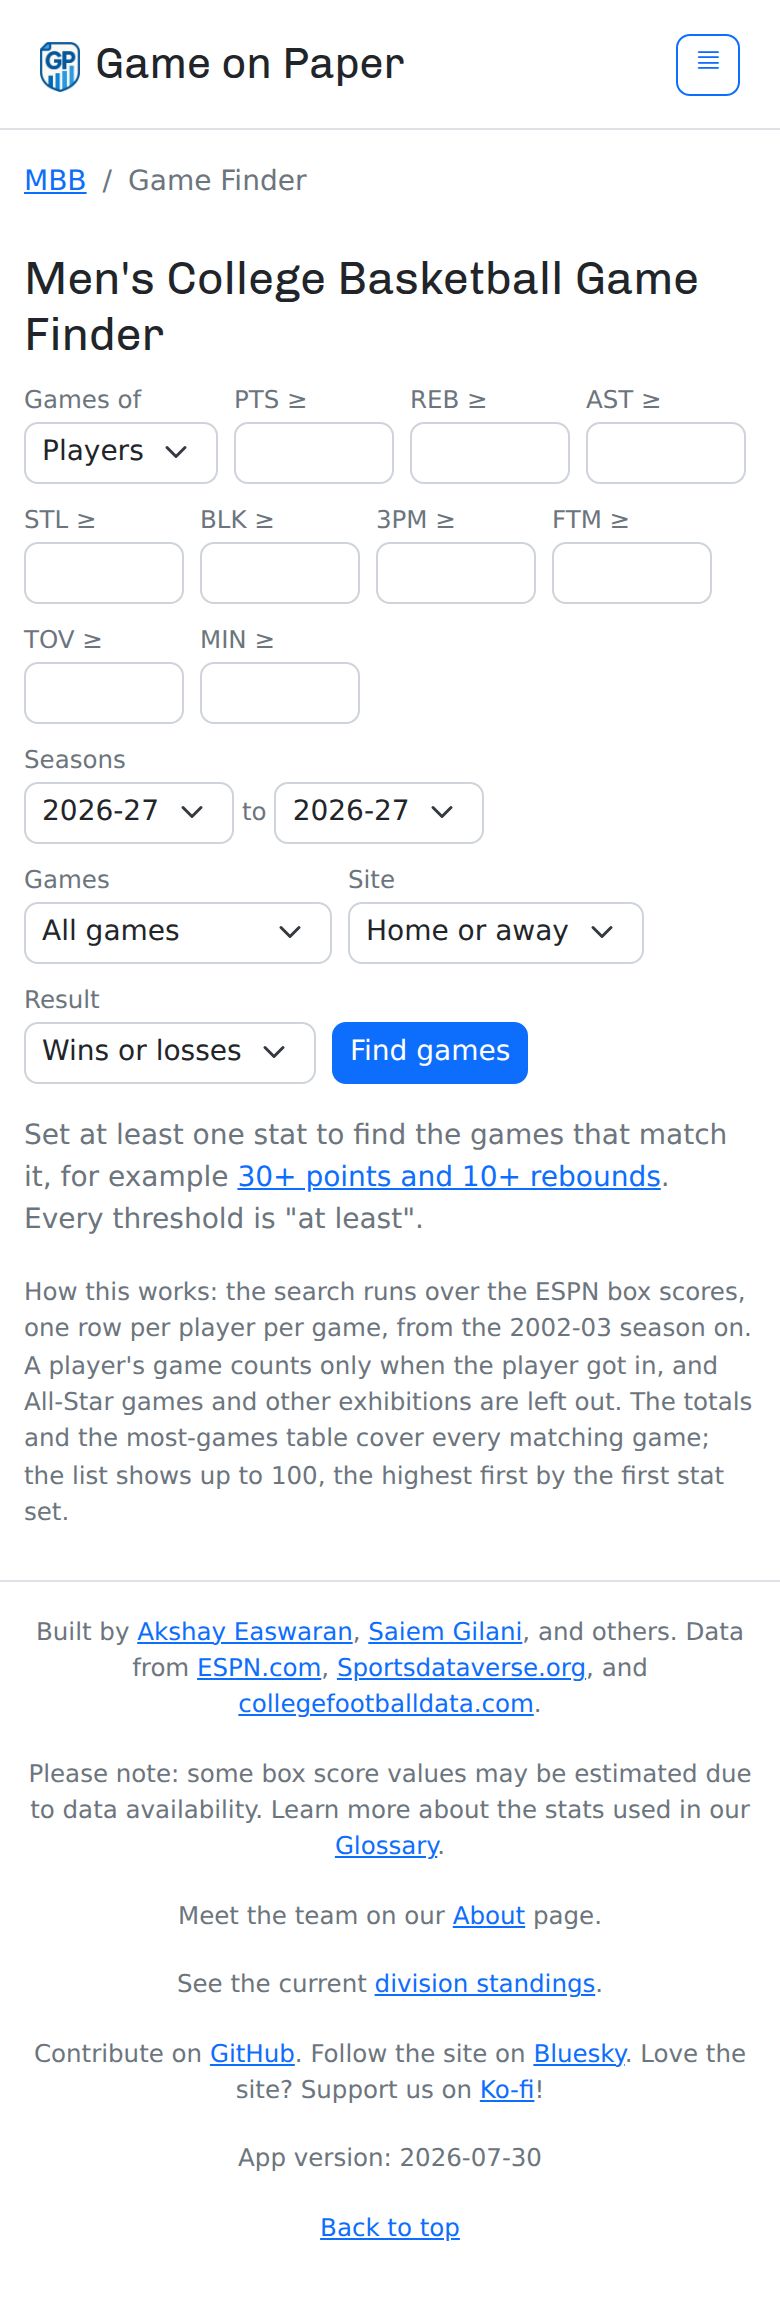 GP Game on Paper
MBB / Game Finder
Men's College Basketball Game
Finder
Games of PTS ≥ REB ≥ AST ≥
Players
STL ≥ BLK ≥ 3PM ≥ FTM ≥
TOV ≥ MIN ≥
Seasons
2026-27 to 2026-27
Games Site
All games Home or away
Result
Wins or losses Find games
Set at least one stat to find the games that match
it, for example 30+ points and 10+ rebounds.
Every threshold is "at least".
How this works: the search runs over the ESPN box scores,
one row per player per game, from the 2002-03 season on.
A player's game counts only when the player got in, and
All-Star games and other exhibitions are left out. The totals
and the most-games table cover every matching game;
the list shows up to 100, the highest first by the first stat
set.
Built by Akshay Easwaran, Saiem Gilani, and others. Data
from ESPN.com, Sportsdataverse.org, and
collegefootballdata.com.
Please note: some box score values may be estimated due
to data availability. Learn more about the stats used in our
Glossary.
Meet the team on our About page.
See the current division standings.
Contribute on GitHub. Follow the site on Bluesky. Love the
site? Support us on Ko-fi!
App version: 2026-07-30
Back to top